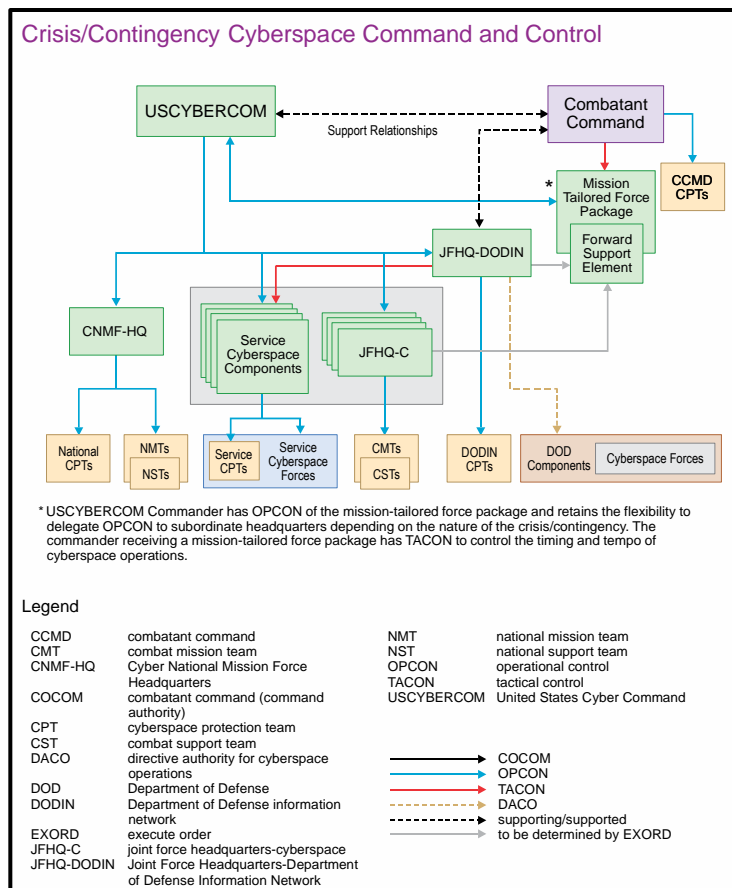 Crisis/Contingency Cyberspace Command and Control
USCYBERCOM
Support Relationships
Combatant
Command
*
Mission
Tailored Force
Package
CCMD
CPTs
JFHQ-DODIN
Forward
Support
Element
CNMF-HQ
Service
Cyberspace
Components
JFHQ-C
National
CPTs
NMTs
NSTs
Service
CPTs
Service
Cyberspace
Forces
CMTs
CSTs
DODIN
CPTs
DOD
Components
Cyberspace Forces
* USCYBERCOM Commander has OPCON of the mission-tailored force package and retains the flexibility to
delegate OPCON to subordinate headquarters depending on the nature of the crisis/contingency. The
commander receiving a mission-tailored force package has TACON to control the timing and tempo of
cyberspace operations.
Legend
CCMD combatant command
CMT combat mission team
CNMF-HQ Cyber National Mission Force
Headquarters
COCOM combatant command (command
authority)
CPT cyberspace protection team
CST combat support team
DACO directive authority for cyberspace
operations
DOD Department of Defense
DODIN Department of Defense information
network
EXORD execute order
JFHQ-C joint force headquarters-cyberspace
JFHQ-DODIN Joint Force Headquarters-Department
of Defense Information Network
NMT national mission team
NST national support team
OPCON operational control
TACON tactical control
USCYBERCOM United States Cyber Command
COCOM
OPCON
TACON
DACO
supporting/supported
to be determined by EXORD